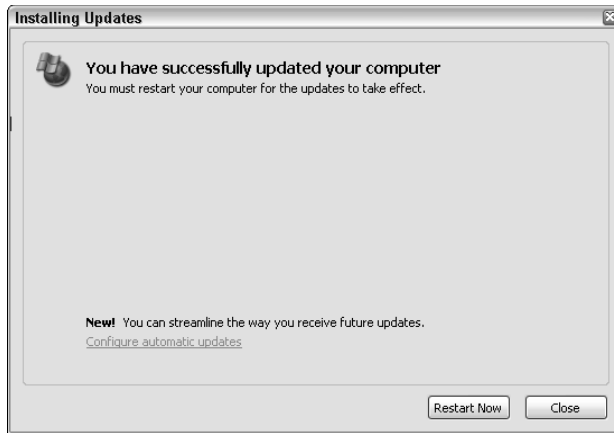 Installing Updates
You have successfully updated your computer
You must restart your computer for the updates to take effect.
New! You can streamline the way you receive future updates.
Configure automatic updates
Restart Now Close